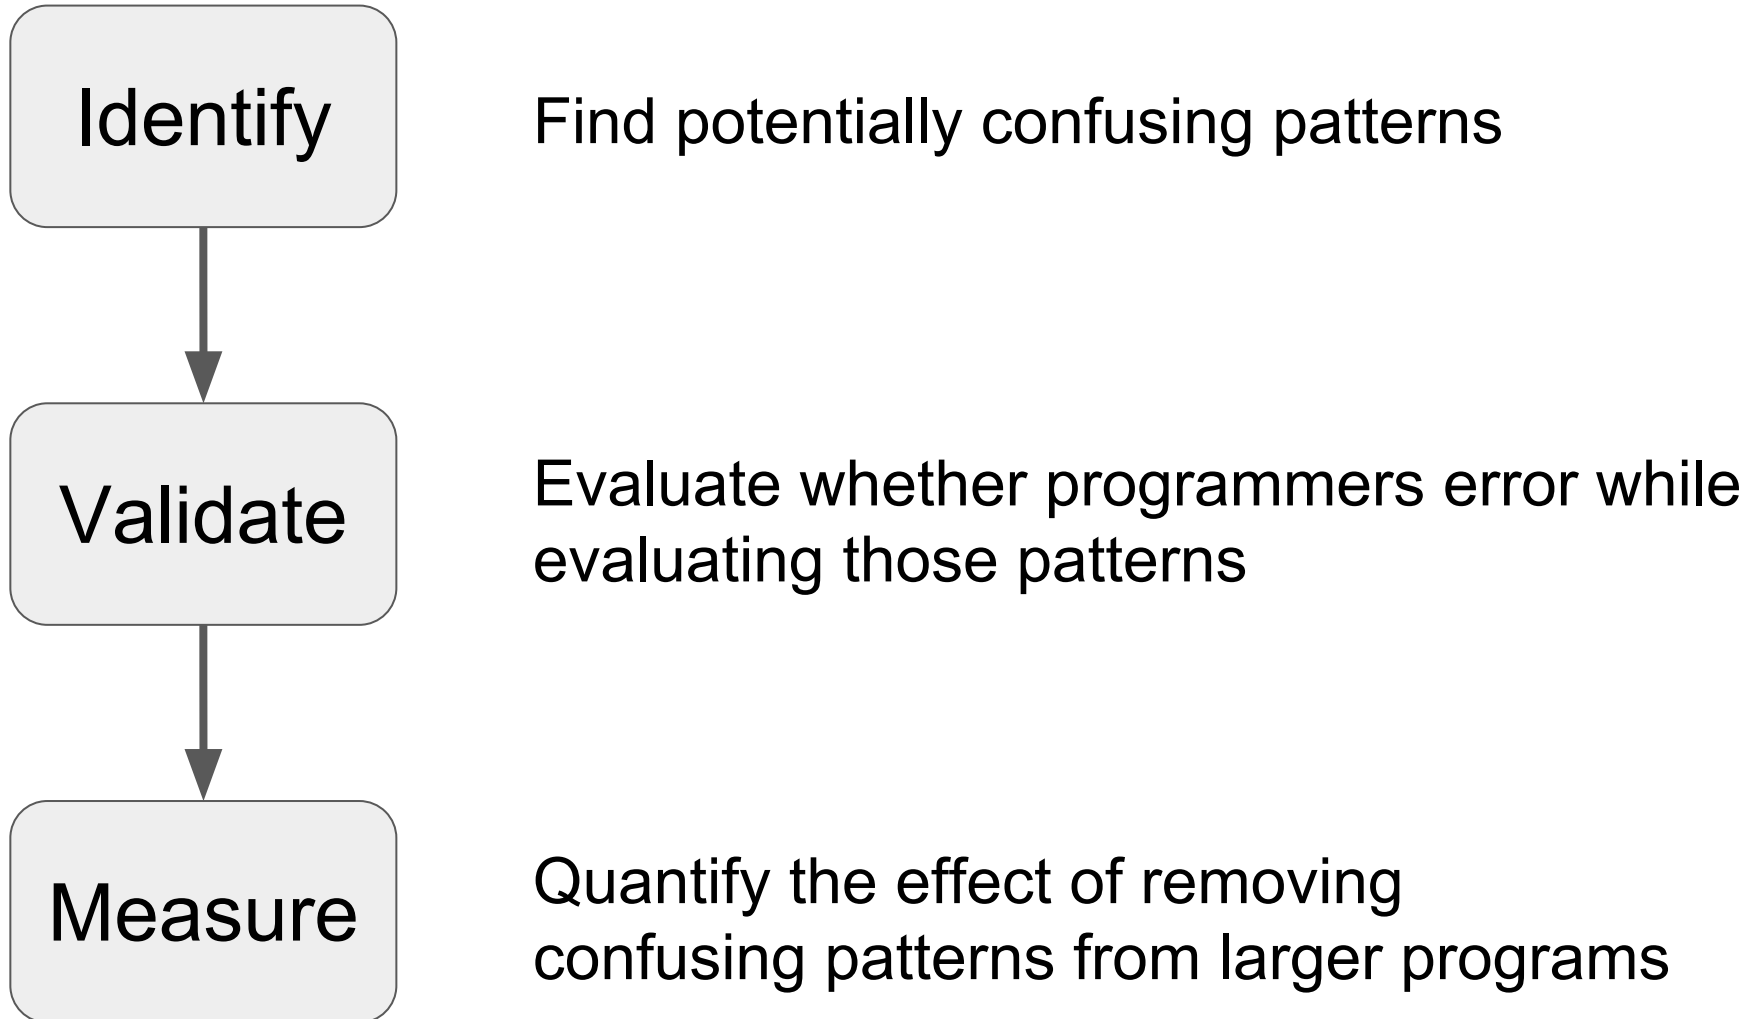 Identify
Find potentially confusing patterns
Validate
Evaluate whether programmers error while
evaluating those patterns
Measure
Quantify the effect of removing
confusing patterns from larger programs